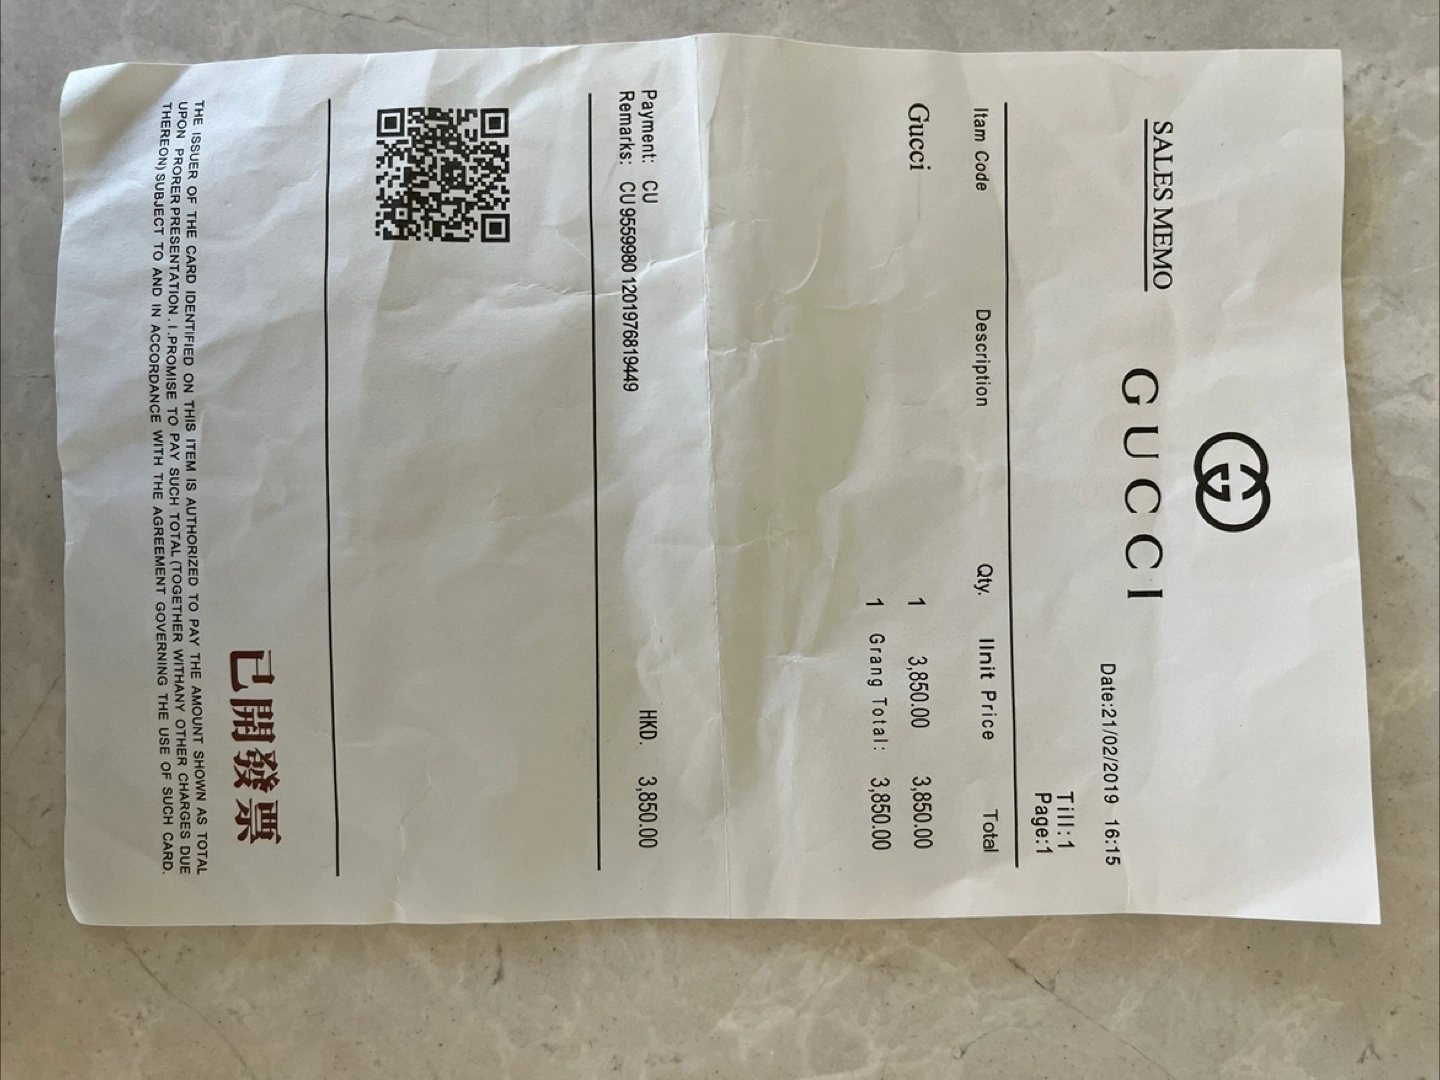 GUCCI
SALES MEMO
Date:21/02/2019 16:15
Till:1
Page:1
Itam Code Description Qty. IInit Price Total
Gucci 1 3,850.00 3,850.00
1 Grang Total: 3,850.00
Payment: CU HKD. 3,850.00
Remarks: CU 9559980 1201976819449
已開發票
THE ISSUER OF THE CARD IDENTIFIED ON THIS ITEM IS AUTHORIZED TO PAY THE AMOUNT SHOWN AS TOTAL
UPON PRORER PRESENTATION . I .PROMISE TO PAY SUCH TOTAL (TOGETHER WITHANY OTHER CHARGES DUE
THEREON) SUBJECT TO AND IN ACCORDANCE WITH THE AGREEMENT GOVERNING THE USE OF SUCH CARD.